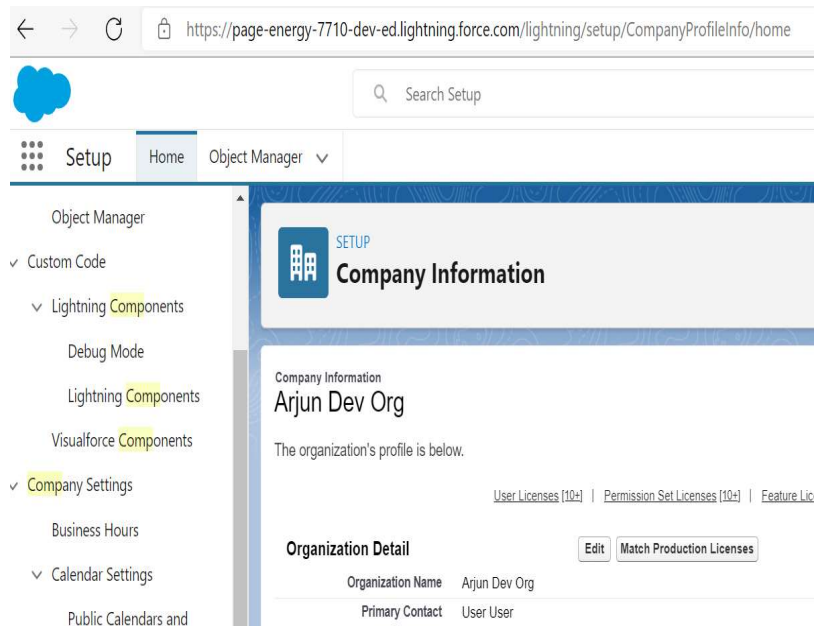 https://page-energy-7710-dev-ed.lightning.force.com/lightning/setup/CompanyProfileInfo/home
Search Setup
Setup Home Object Manager
Object Manager
Custom Code
Lightning Components
Debug Mode
Lightning Components
Visualforce Components
Company Settings
Business Hours
Calendar Settings
Public Calendars and
SETUP
Company Information
Company Information
Arjun Dev Org
The organization's profile is below.
User Licenses [10+] | Permission Set Licenses [10+] | Feature Lic
Organization Detail Edit Match Production Licenses
Organization Name Arjun Dev Org
Primary Contact User User